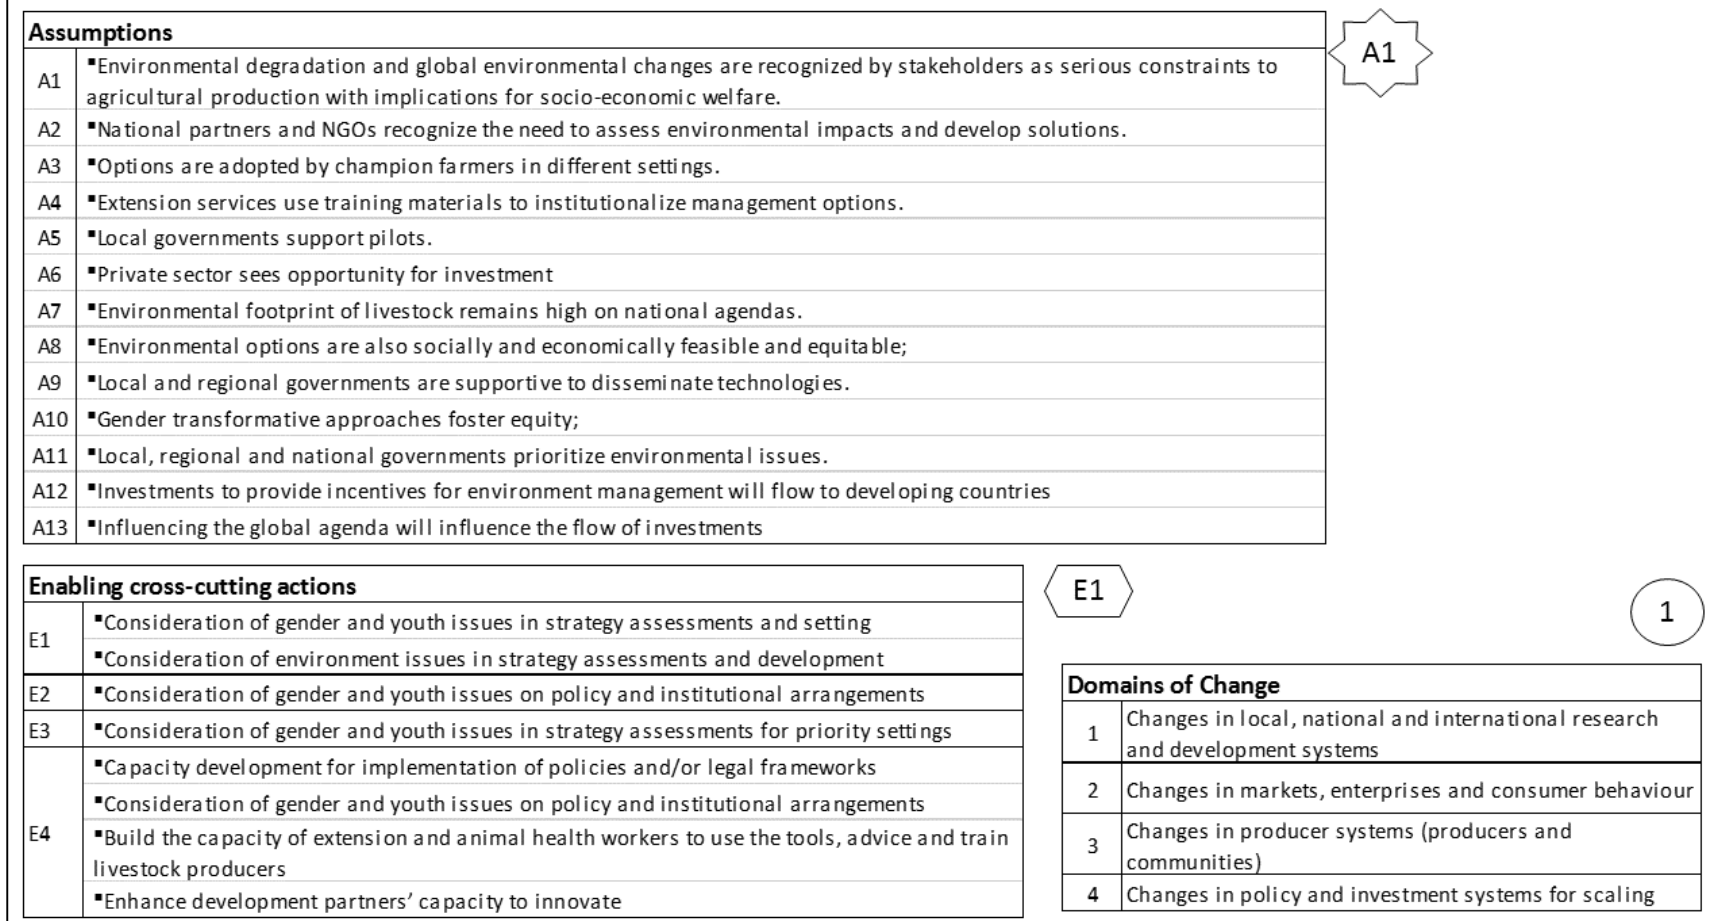 Assumptions
A1
A1
▪Environmental degradation and global environmental changes are recognized by stakeholders as serious constraints to
agricultural production with implications for socio-economic welfare.
A2 ▪National partners and NGOs recognize the need to assess environmental impacts and develop solutions.
A3 ▪Options are adopted by champion farmers in different settings.
A4 ▪Extension services use training materials to institutionalize management options.
A5 ▪Local governments support pilots.
A6 ▪Private sector sees opportunity for investment
A7 ▪Environmental footprint of livestock remains high on national agendas.
A8 ▪Environmental options are also socially and economically feasible and equitable;
A9 ▪Local and regional governments are supportive to disseminate technologies.
A10 ▪Gender transformative approaches foster equity;
A11 ▪Local, regional and national governments prioritize environmental issues.
A12 ▪Investments to provide incentives for environment management will flow to developing countries
A13 ▪Influencing the global agenda will influence the flow of investments
Enabling cross-cutting actions
E1
▪Consideration of gender and youth issues in strategy assessments and setting
▪Consideration of environment issues in strategy assessments and development
E2 ▪Consideration of gender and youth issues on policy and institutional arrangements
E3 ▪Consideration of gender and youth issues in strategy assessments for priority settings
E4
▪Capacity development for implementation of policies and/or legal frameworks
▪Consideration of gender and youth issues on policy and institutional arrangements
▪Build the capacity of extension and animal health workers to use the tools, advice and train
livestock producers
▪Enhance development partners' capacity to innovate
E1
1
Domains of Change
1
Changes in local, national and international research
and development systems
2 Changes in markets, enterprises and consumer behaviour
3
Changes in producer systems (producers and
communities)
4 Changes in policy and investment systems for scaling